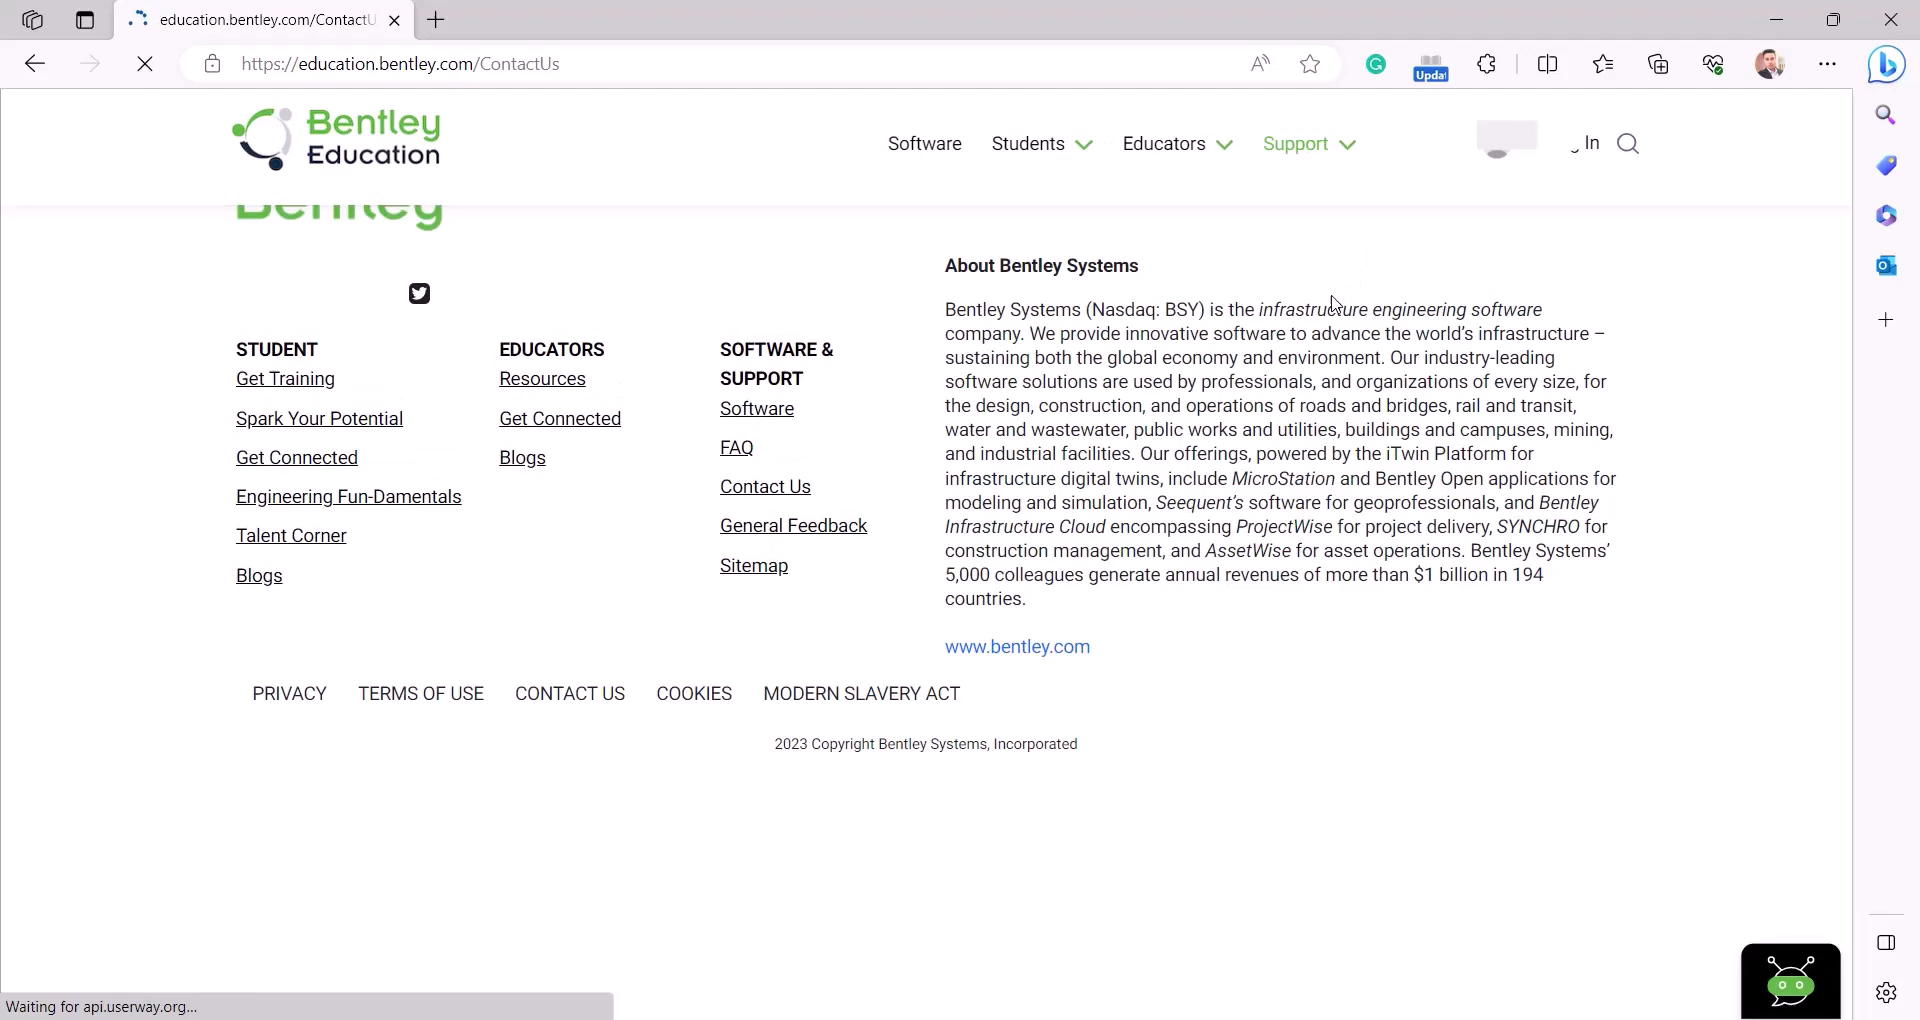 education.bentley.com/ContactU
https://education.bentley.com/ContactUs
Updat
Bentley
Education
Software Students Educators Support In
Bentley
About Bentley Systems
Bentley Systems (Nasdaq: BSY) is the infrastructure engineering software
company. We provide innovative software to advance the world's infrastructure –
sustaining both the global economy and environment. Our industry-leading
software solutions are used by professionals, and organizations of every size, for
the design, construction, and operations of roads and bridges, rail and transit,
water and wastewater, public works and utilities, buildings and campuses, mining,
and industrial facilities. Our offerings, powered by the iTwin Platform for
infrastructure digital twins, include MicroStation and Bentley Open applications for
modeling and simulation, Seequent's software for geoprofessionals, and Bentley
Infrastructure Cloud encompassing ProjectWise for project delivery, SYNCHRO for
construction management, and AssetWise for asset operations. Bentley Systems'
5,000 colleagues generate annual revenues of more than $1 billion in 194
countries.
www.bentley.com
STUDENT
Get Training
Spark Your Potential
Get Connected
Engineering Fun-Damentals
Talent Corner
Blogs
EDUCATORS
Resources
Get Connected
Blogs
SOFTWARE &
SUPPORT
Software
FAQ
Contact Us
General Feedback
Sitemap
PRIVACY TERMS OF USE CONTACT US COOKIES MODERN SLAVERY ACT
2023 Copyright Bentley Systems, Incorporated
Waiting for api.userway.org...